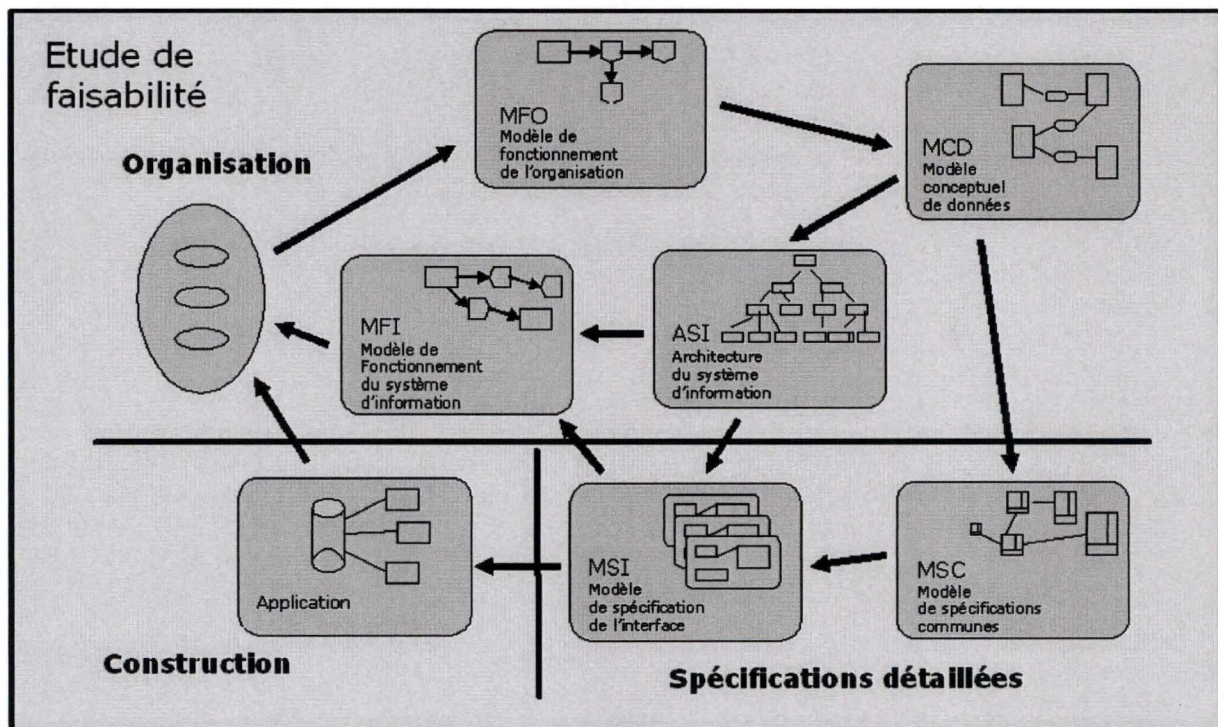 Etude de
faisabilité
Organisation
MFO
Modèle de
fonctionnement
de l'organisation
MCD
Modèle
conceptuel
de données
MFI
Modèle de
Fonctionnement
du système
d'information
ASI
Architecture
du système
d'information
Application
MSI
Modèle
de spécification
de l'interface
MSC
Modèle
de spécifications
communes
Construction
Spécifications détaillées